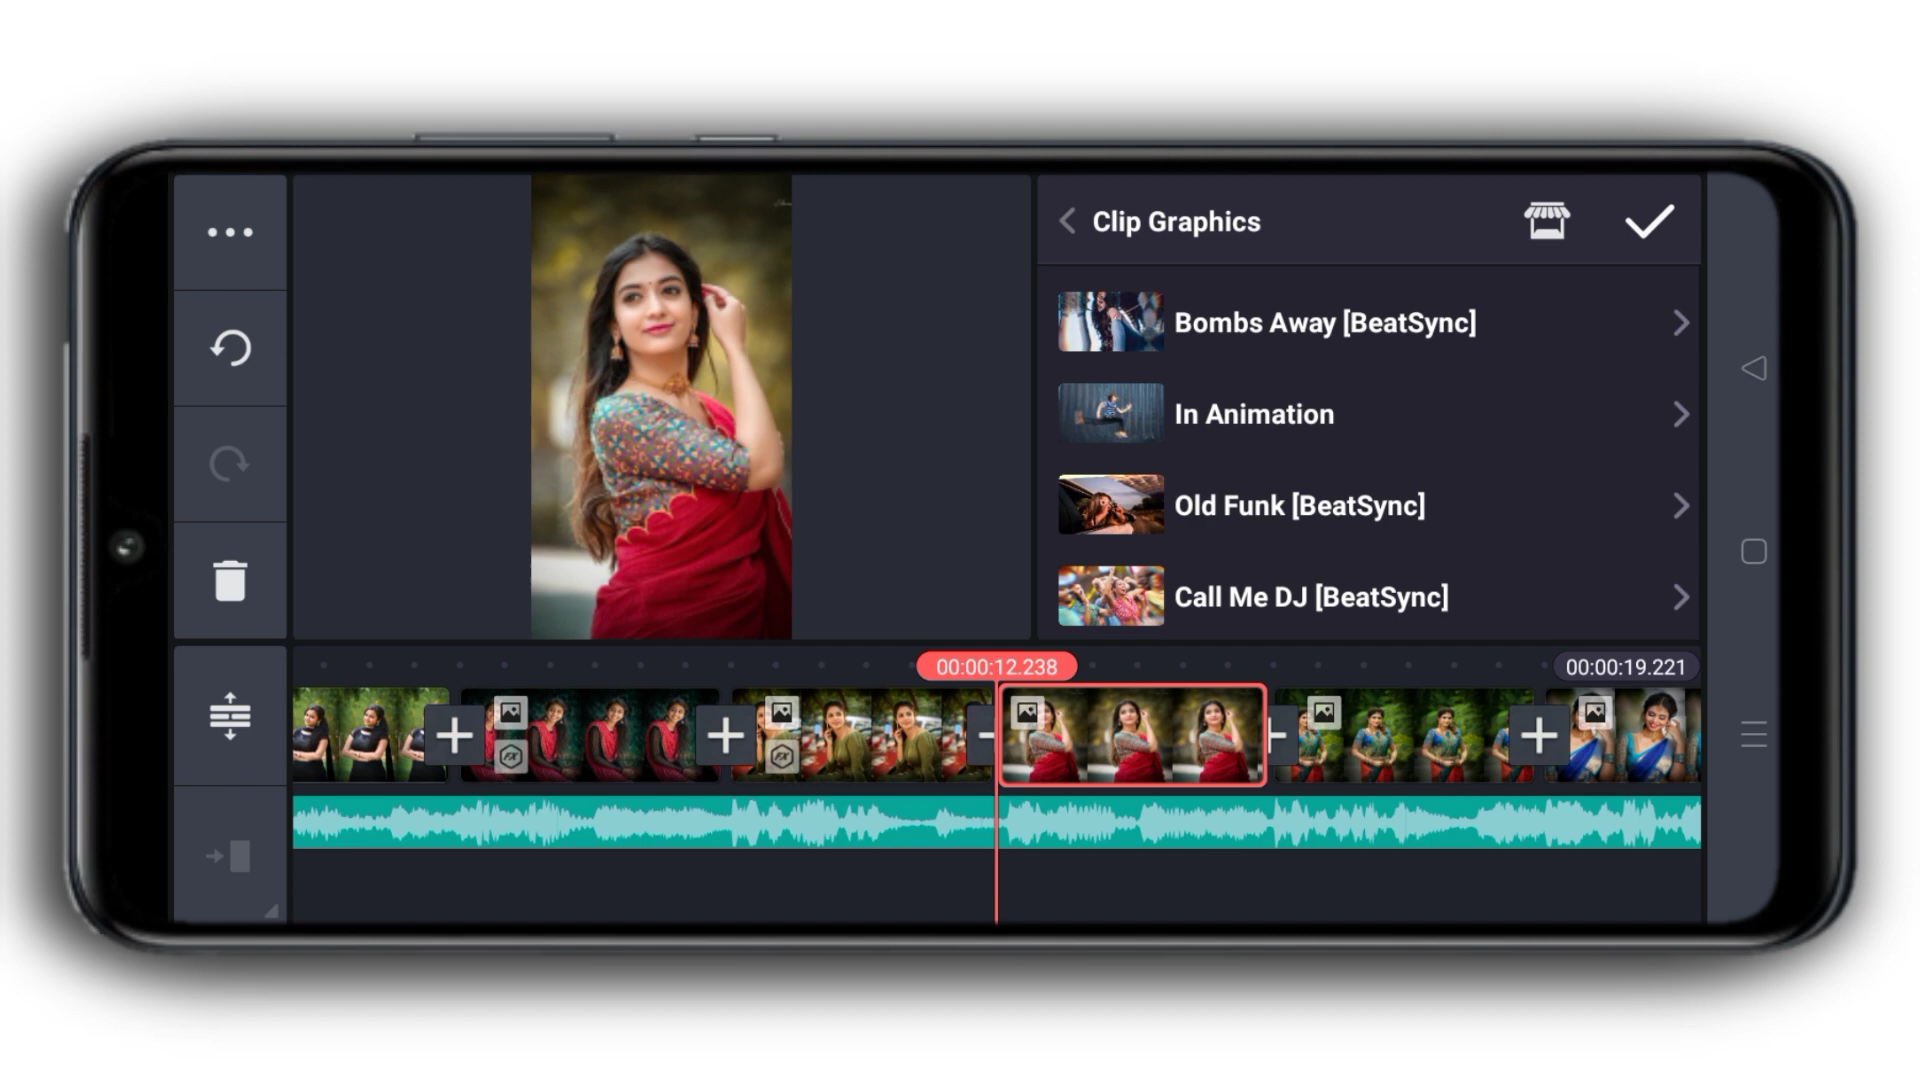 Clip Graphics
Bombs Away [BeatSync]
In Animation
Old Funk [BeatSync]
Call Me DJ [BeatSync]
00:00:12.238
00:00:19.221